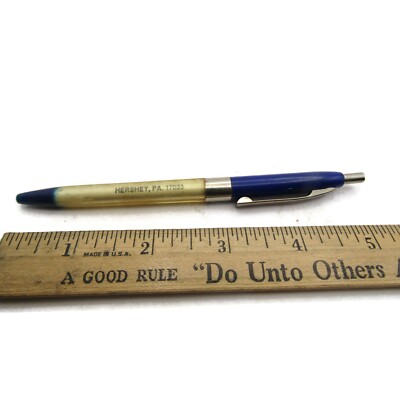 HERSHEY, PA. 17033
1 2 3 4 5
MADE IN U.S.A.
A GOOD RULE "Do Unto Others